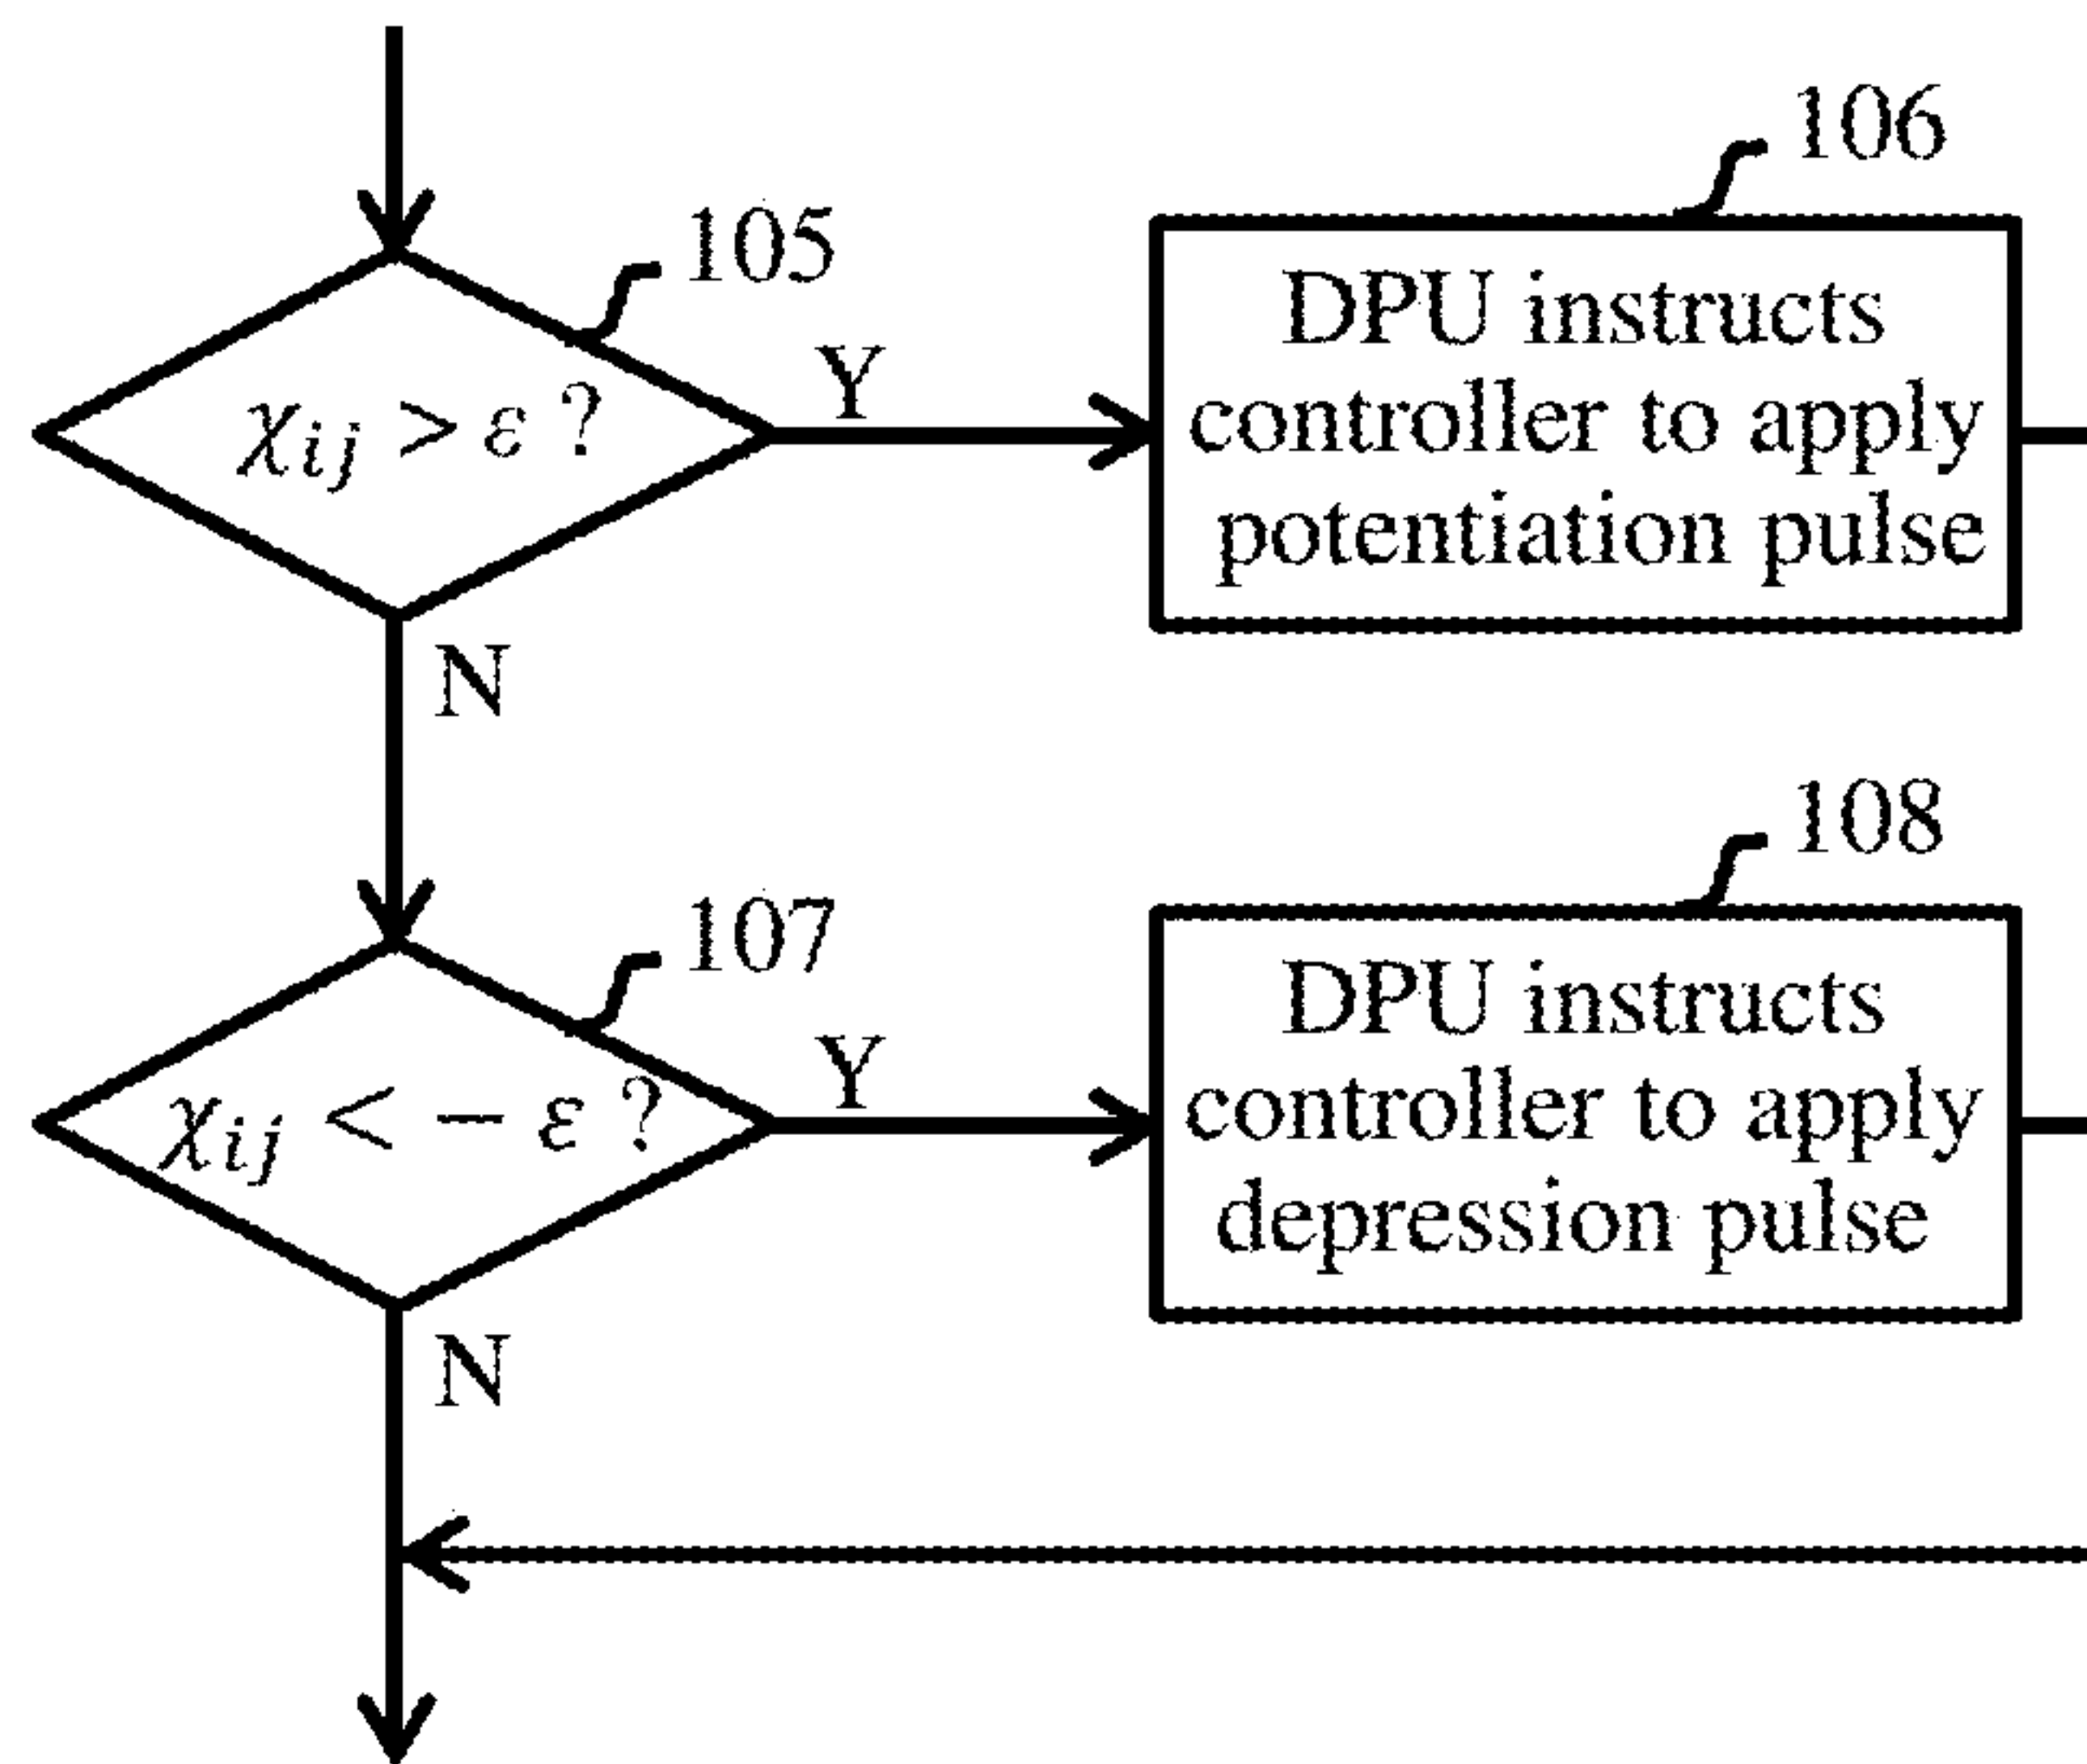 106
105
DPU instructs
controller to apply
potentiation pulse
Y
χij > ε ?
N
108
107
DPU instructs
controller to apply
depression pulse
Y
χij < − ε ?
N